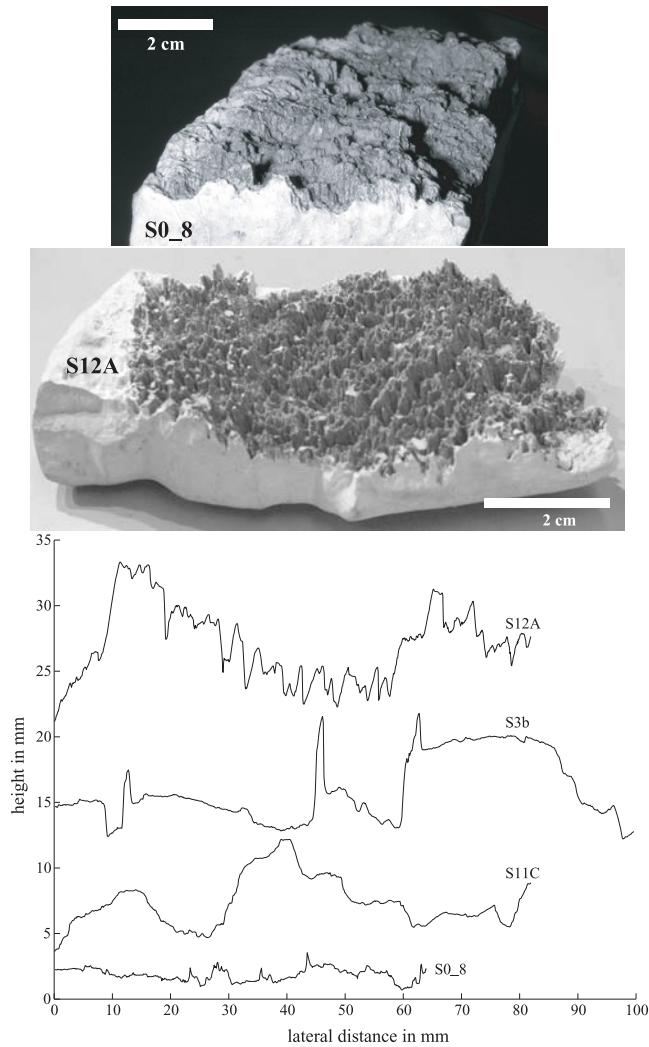 2 cm
S0_8
S12A
2 cm
35
30
25
20
15
10
5
0
height in mm
S12A
S3b
S11C
S0_8
0 10 20 30 40 50 60 70 80 90 100
lateral distance in mm